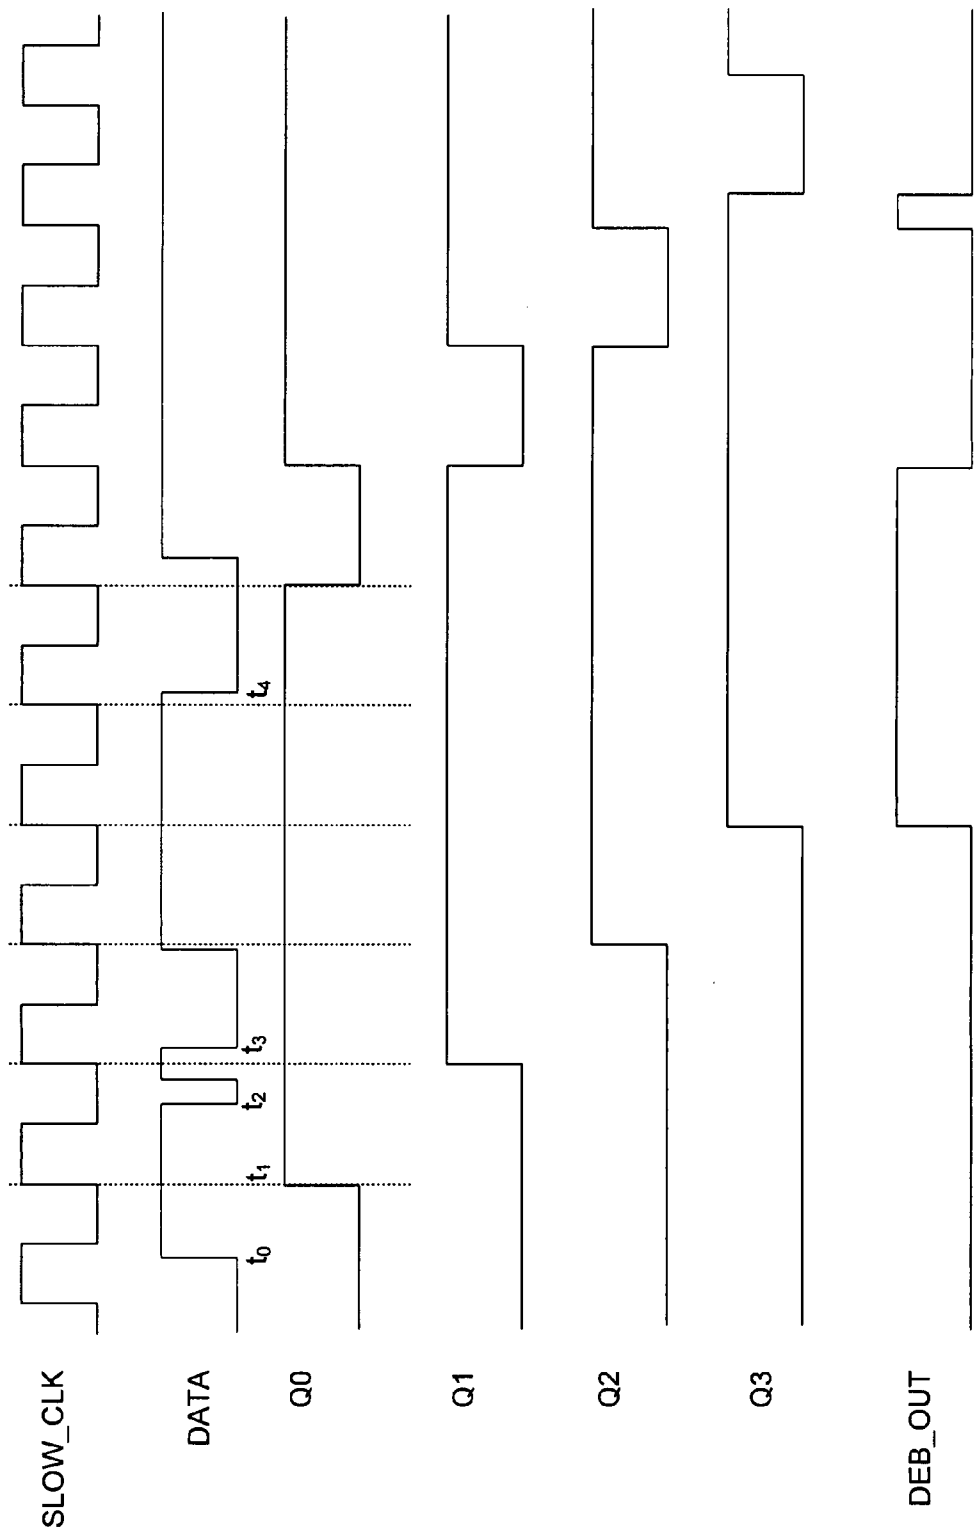 SLOW_CLK
DATA
t0 t1 t2 t3 t4
Q0
Q1
Q2
Q3
DEB_OUT